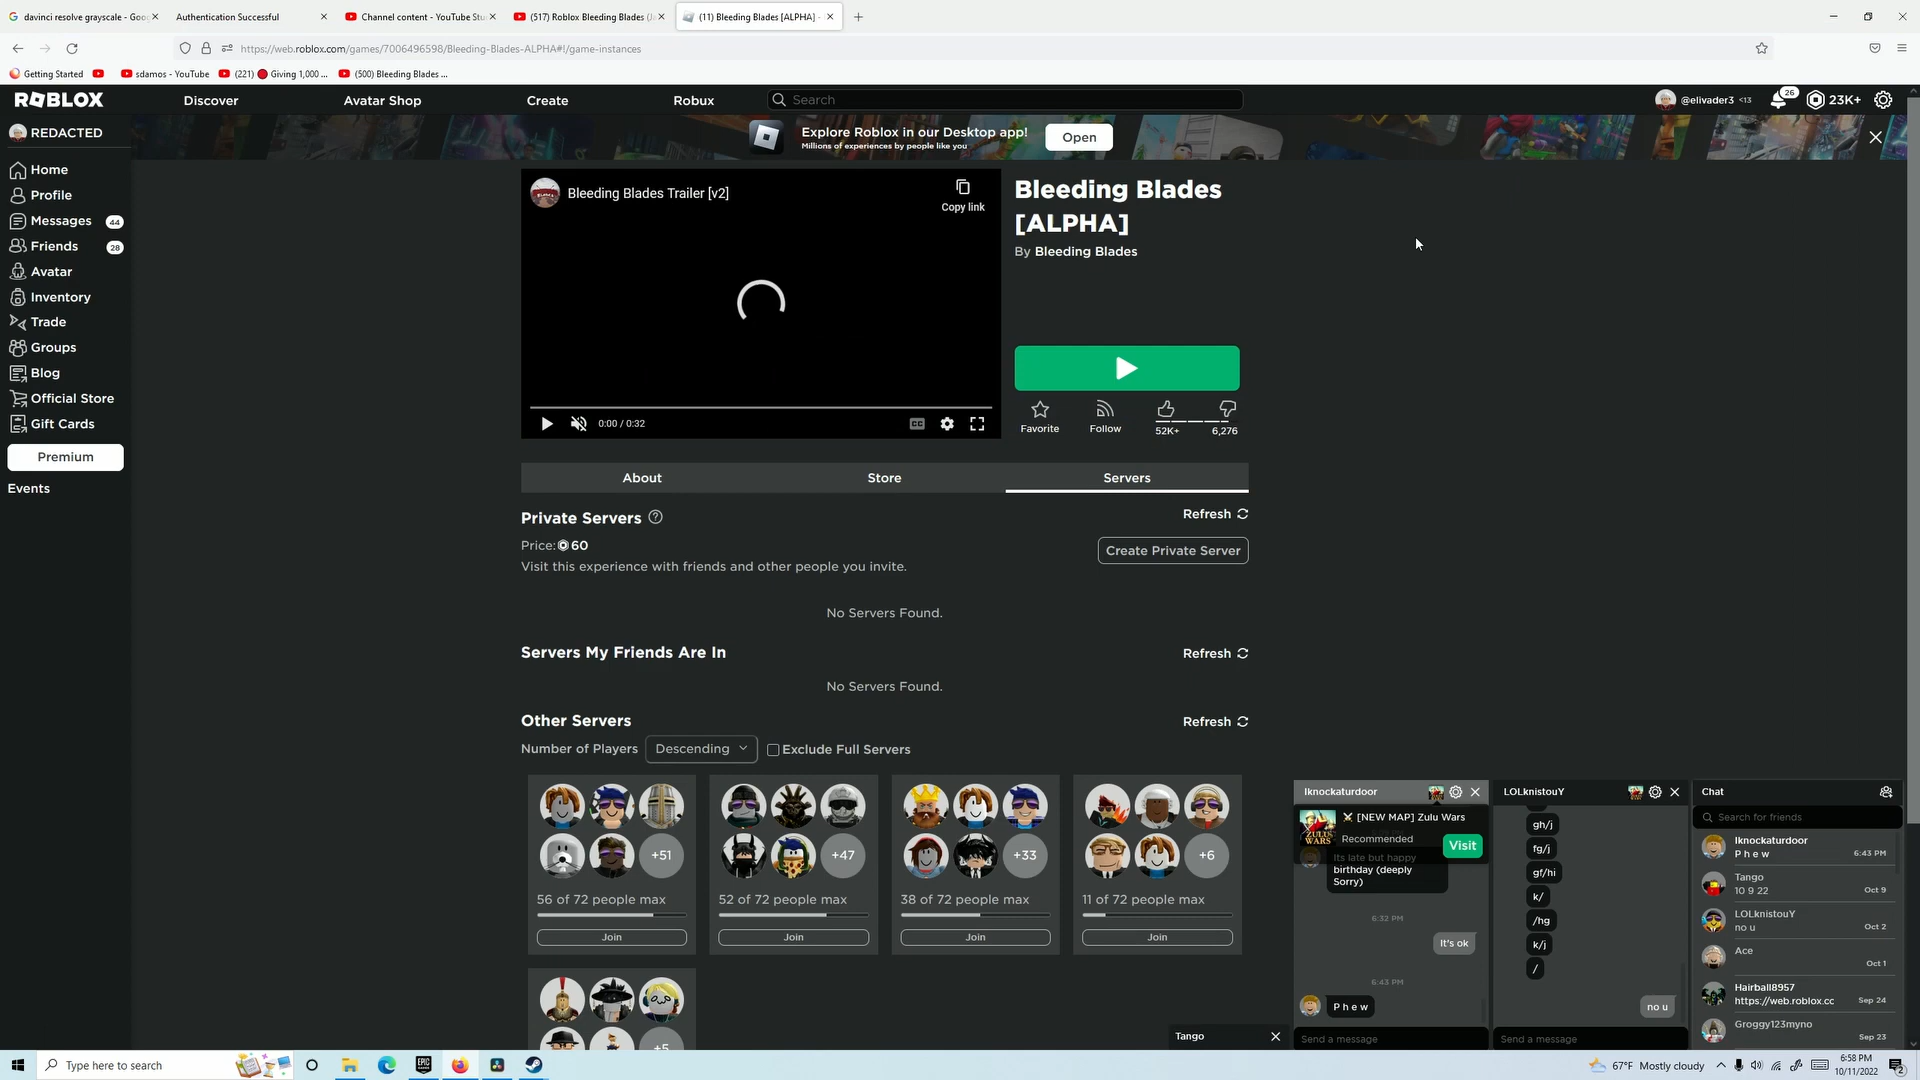 davinci resolve grayscale - Goo
Authentication Successful
Channel content - YouTube Stu
(517) Roblox Bleeding Blades (J
(11) Bleeding Blades [ALPHA] -
https://web.roblox.com/games/7006496598/Bleeding-Blades-ALPHA#!/game-instances
Getting Started
sdamos - YouTube
(221) 🔴 Giving 1,000 ...
(500) Bleeding Blades ...
ROBLOX
Discover
Avatar Shop
Create
Robux
Search
@elivader3 <13
26
23K+
REDACTED
Explore Roblox in our Desktop app!
Millions of experiences by people like you
Open
Home
Profile
Messages 44
Friends 28
Avatar
Inventory
Trade
Groups
Blog
Official Store
Gift Cards
Premium
Events
Bleeding Blades Trailer [v2]
Copy link
0:00 / 0:32
Bleeding Blades
[ALPHA]
By Bleeding Blades
Favorite
Follow
52K+
6,276
About
Store
Servers
Private Servers
Refresh
Price: 60
Create Private Server
Visit this experience with friends and other people you invite.
No Servers Found.
Servers My Friends Are In
Refresh
No Servers Found.
Other Servers
Refresh
Number of Players
Descending
Exclude Full Servers
+51
56 of 72 people max
Join
+47
52 of 72 people max
Join
+33
38 of 72 people max
Join
+6
11 of 72 people max
Join
+5
Tango
Iknockaturdoor
[NEW MAP] Zulu Wars
Recommended
Visit
ZULU
WARS
Its late but happy
birthday (deeply
Sorry)
6:32 PM
It's ok
6:43 PM
P h e w
Send a message
LOLknistouY
gh/j
fg/j
gf/hi
k/
/hg
k/j
/
no u
Send a message
Chat
Search for friends
Iknockaturdoor
P h e w
6:43 PM
Tango
10 9 22
Oct 9
LOLknistouY
no u
Oct 2
Ace
Oct 1
Hairball8957
https://web.roblox.cc
Sep 24
Groggy123myno
Sep 23
Type here to search
EPIC
GAMES
67°F Mostly cloudy
6:58 PM
10/11/2022
2